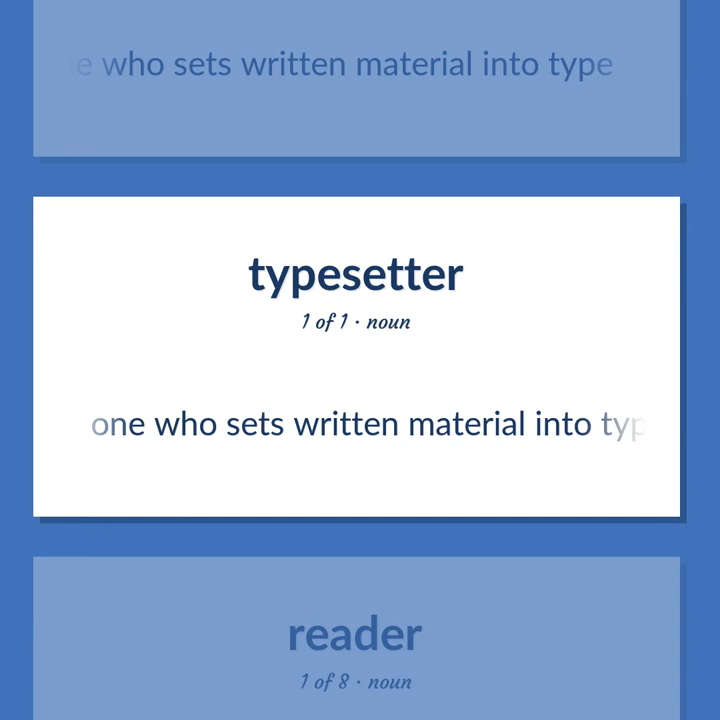 who sets written material into type
typesetter
1 of 1 · noun
one who sets written material into
reader
1 of 8 · noun